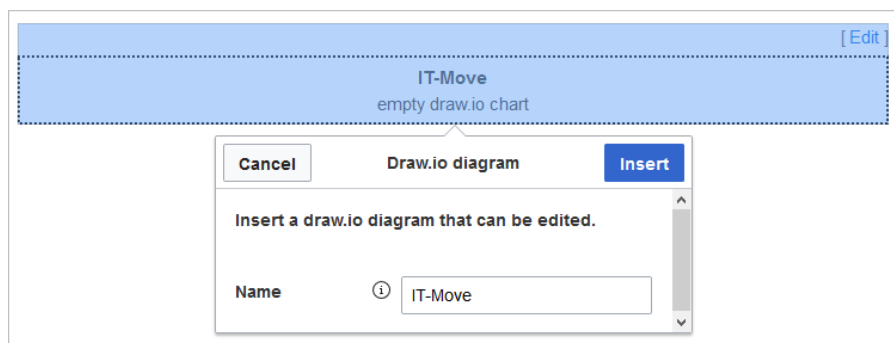 [ Edit ]
IT-Move
empty draw.io chart
Cancel Draw.io diagram Insert
Insert a draw.io diagram that can be edited.
Name IT-Move